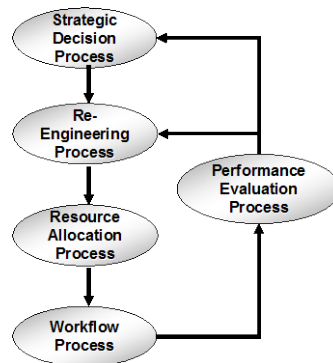 Strategic
Decision
Process
Re-
Engineering
Process
Performance
Evaluation
Process
Resource
Allocation
Process
Workflow
Process